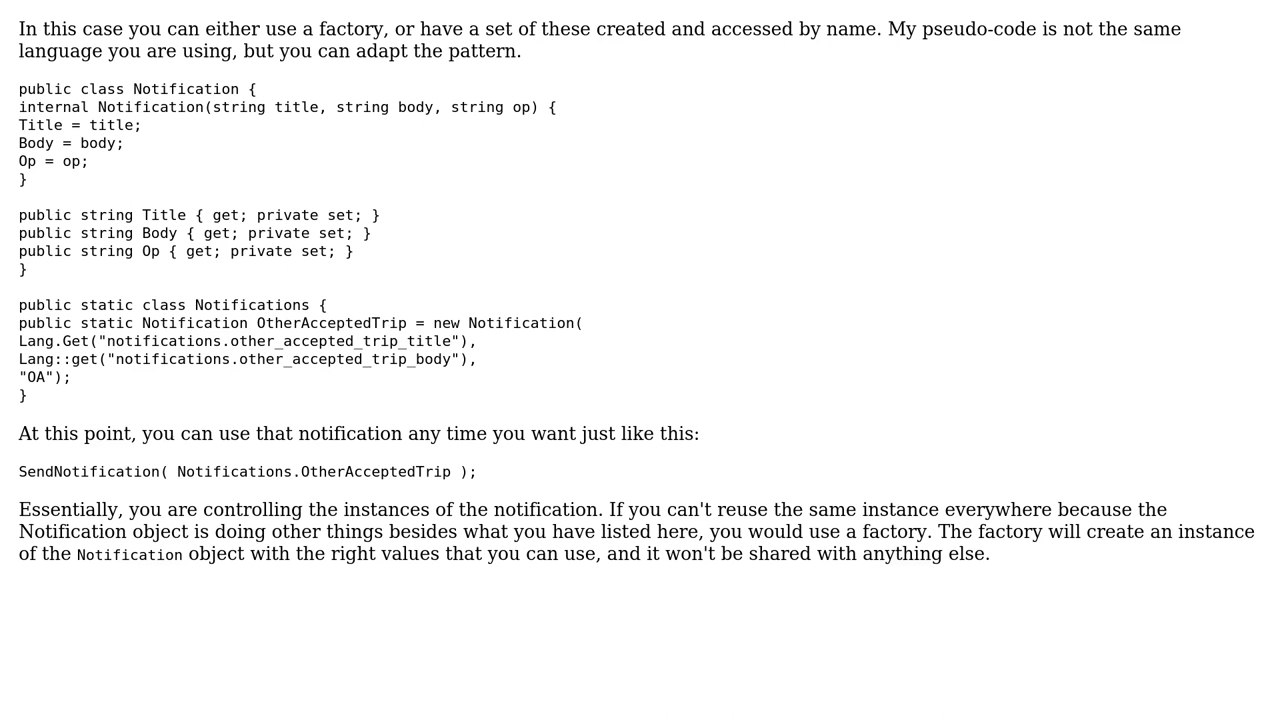 In this case you can either use a factory, or have a set of these created and accessed by name. My pseudo-code is not the same
language you are using, but you can adapt the pattern.
public class Notification {
internal Notification(string title, string body, string op) {
Title = title;
Body = body;
Op = op;
}
public string Title { get; private set; }
public string Body { get; private set; }
public string Op { get; private set; }
}
public static class Notifications {
public static Notification OtherAcceptedTrip = new Notification(
Lang.Get("notifications.other_accepted_trip_title"),
Lang::get("notifications.other_accepted_trip_body"),
"OA");
}
At this point, you can use that notification any time you want just like this:
SendNotification( Notifications.OtherAcceptedTrip );
Essentially, you are controlling the instances of the notification. If you can't reuse the same instance everywhere because the
Notification object is doing other things besides what you have listed here, you would use a factory. The factory will create an instance
of the Notification object with the right values that you can use, and it won't be shared with anything else.